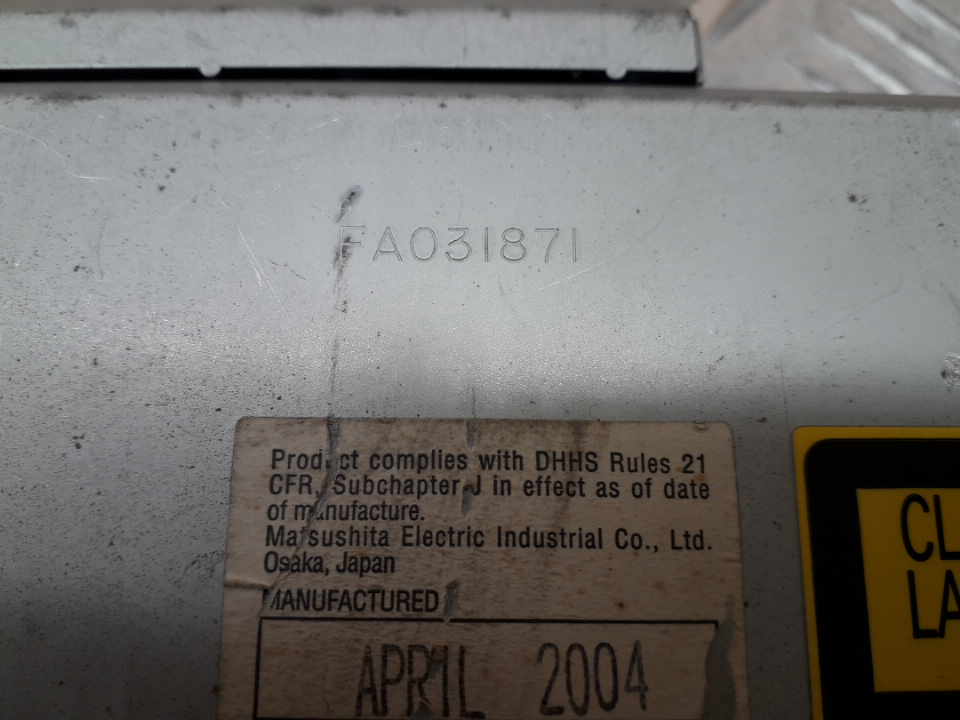 FA031871
Product complies with DHHS Rules 21
CFR, Subchapter J in effect as of date
of manufacture.
Matsushita Electric Industrial Co., Ltd.
Osaka, Japan
MANUFACTURED
APRIL 2004
CL
LA